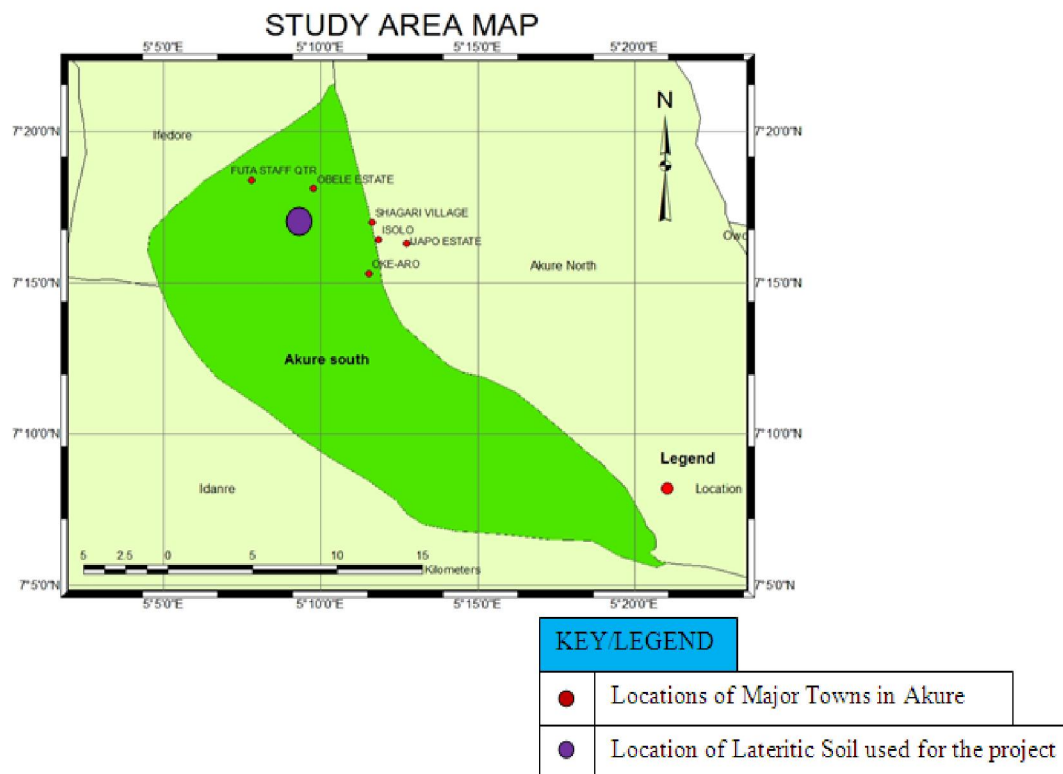 STUDY AREA MAP
5°5'0"E 5°10'0"E 5°15'0"E 5°20'0"E
N
7°20'0"N 7°20'0"N
Ifedore
FUTA STAFF QTR
OBELE ESTATE
SHAGARI VILLAGE
ISOLO
IJAPO ESTATE
OKE-ARO
Akure North
7°15'0"N 7°15'0"N
Akure south
7°10'0"N 7°10'0"N
Legend
Location
Idanre
5 2.5 0 5 10 15
Kilometers
7°5'0"N 7°5'0"N
5°5'0"E 5°10'0"E 5°15'0"E 5°20'0"E
KEY/LEGEND
Locations of Major Towns in Akure
Location of Lateritic Soil used for the project